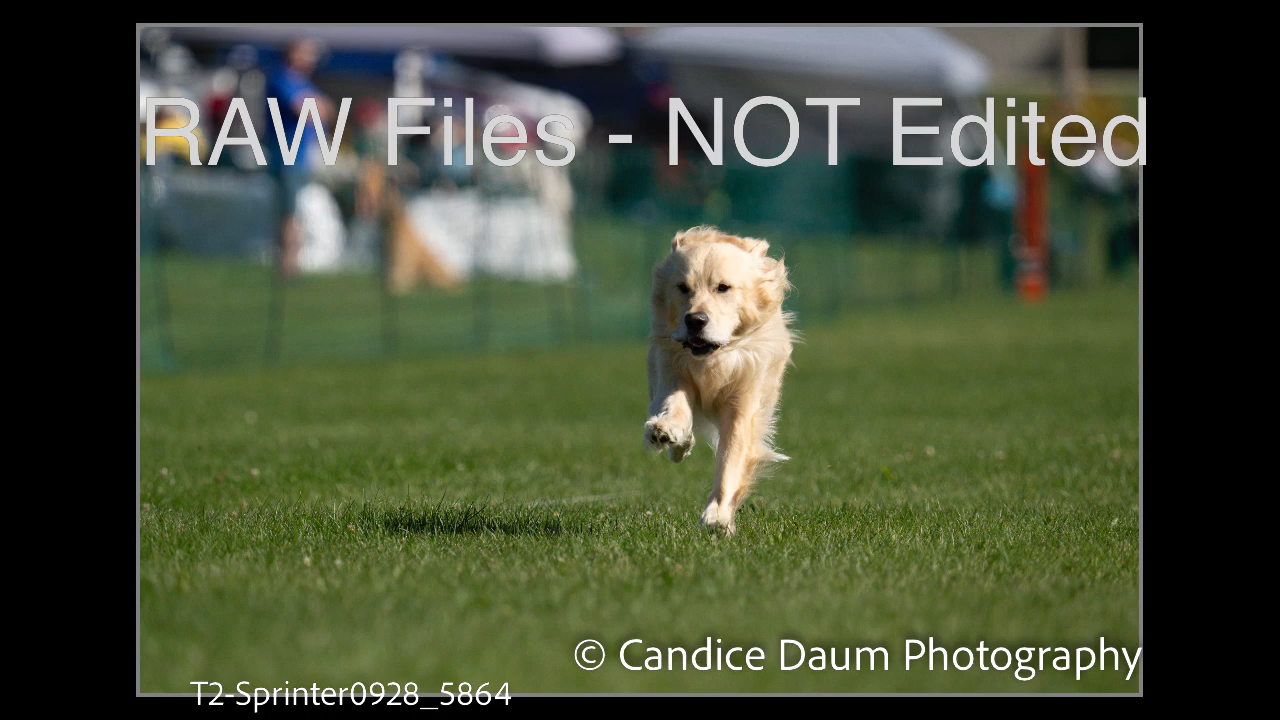 RAW Files - NOT Edited
© Candice Daum Photography
T2-Sprinter0928_5864